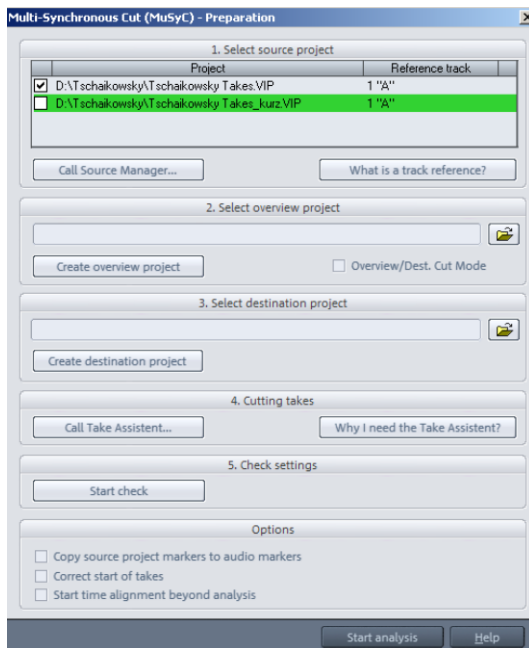 Multi-Synchronous Cut (MuSyC) - Preparation
1. Select source project
Project Reference track
D:\Tschaikowsky\Tschaikowsky Takes.VIP 1 "A"
D:\Tschaikowsky\Tschaikowsky Takes_kurz.VIP 1 "A"
Call Source Manager... What is a track reference?
2. Select overview project
Create overview project Overview/Dest. Cut Mode
3. Select destination project
Create destination project
4. Cutting takes
Call Take Assistent... Why I need the Take Assistent?
5. Check settings
Start check
Options
Copy source project markers to audio markers
Correct start of takes
Start time alignment beyond analysis
Start analysis Help